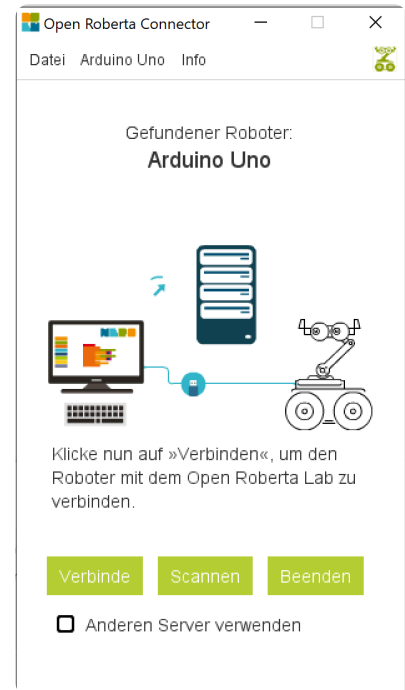 Open Roberta Connector
Datei Arduino Uno Info
Gefundener Roboter:
Arduino Uno
Klicke nun auf »Verbinden«, um den
Roboter mit dem Open Roberta Lab zu
verbinden.
Verbinde Scannen Beenden
Anderen Server verwenden